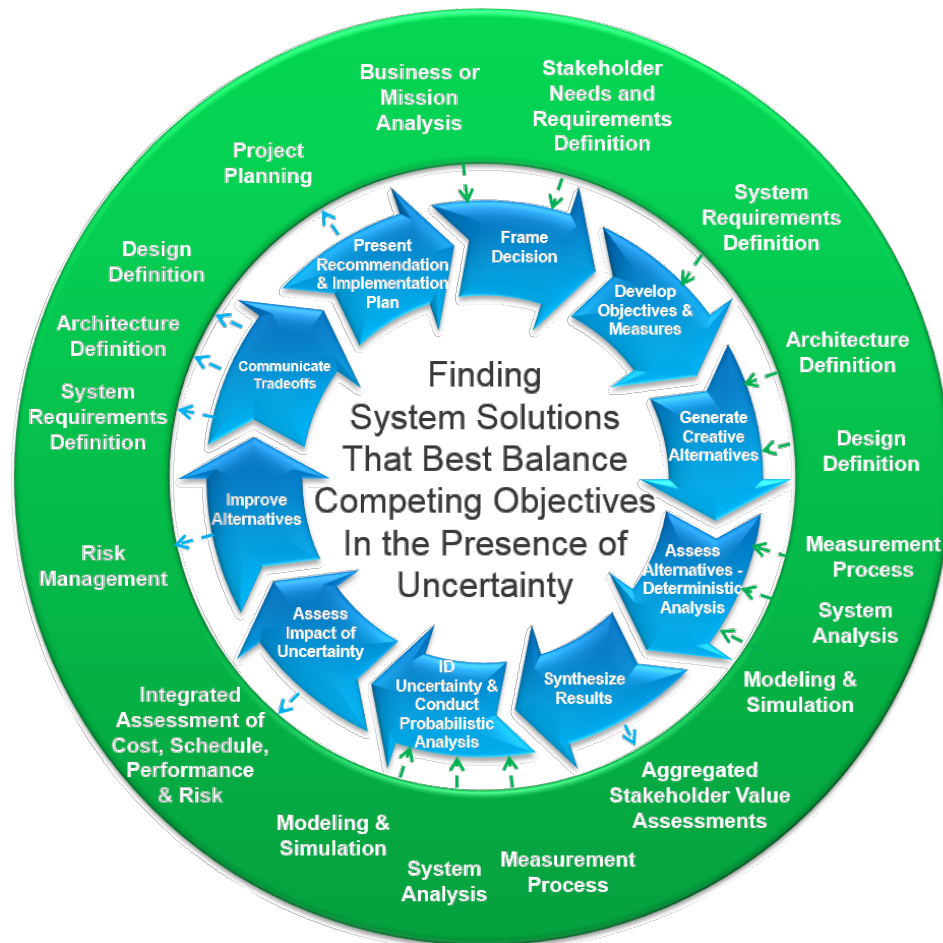 Business or
Mission
Analysis
Stakeholder
Needs and
Requirements
Definition
System
Requirements
Definition
Architecture
Definition
Design
Definition
Measurement
Process
System
Analysis
Modeling &
Simulation
Aggregated
Stakeholder Value
Assessments
Measurement
Process
System
Analysis
Modeling &
Simulation
Integrated
Assessment of
Cost, Schedule,
Performance
& Risk
Risk
Management
System
Requirements
Definition
Architecture
Definition
Design
Definition
Project
Planning
Frame
Decision
Develop
Objectives &
Measures
Generate
Creative
Alternatives
Assess
Alternatives -
Deterministic
Analysis
Synthesize
Results
ID
Uncertainty &
Conduct
Probabilistic
Analysis
Assess
Impact of
Uncertainty
Improve
Alternatives
Communicate
Tradeoffs
Present
Recommendation
& Implementation
Plan
Finding
System Solutions
That Best Balance
Competing Objectives
In the Presence of
Uncertainty